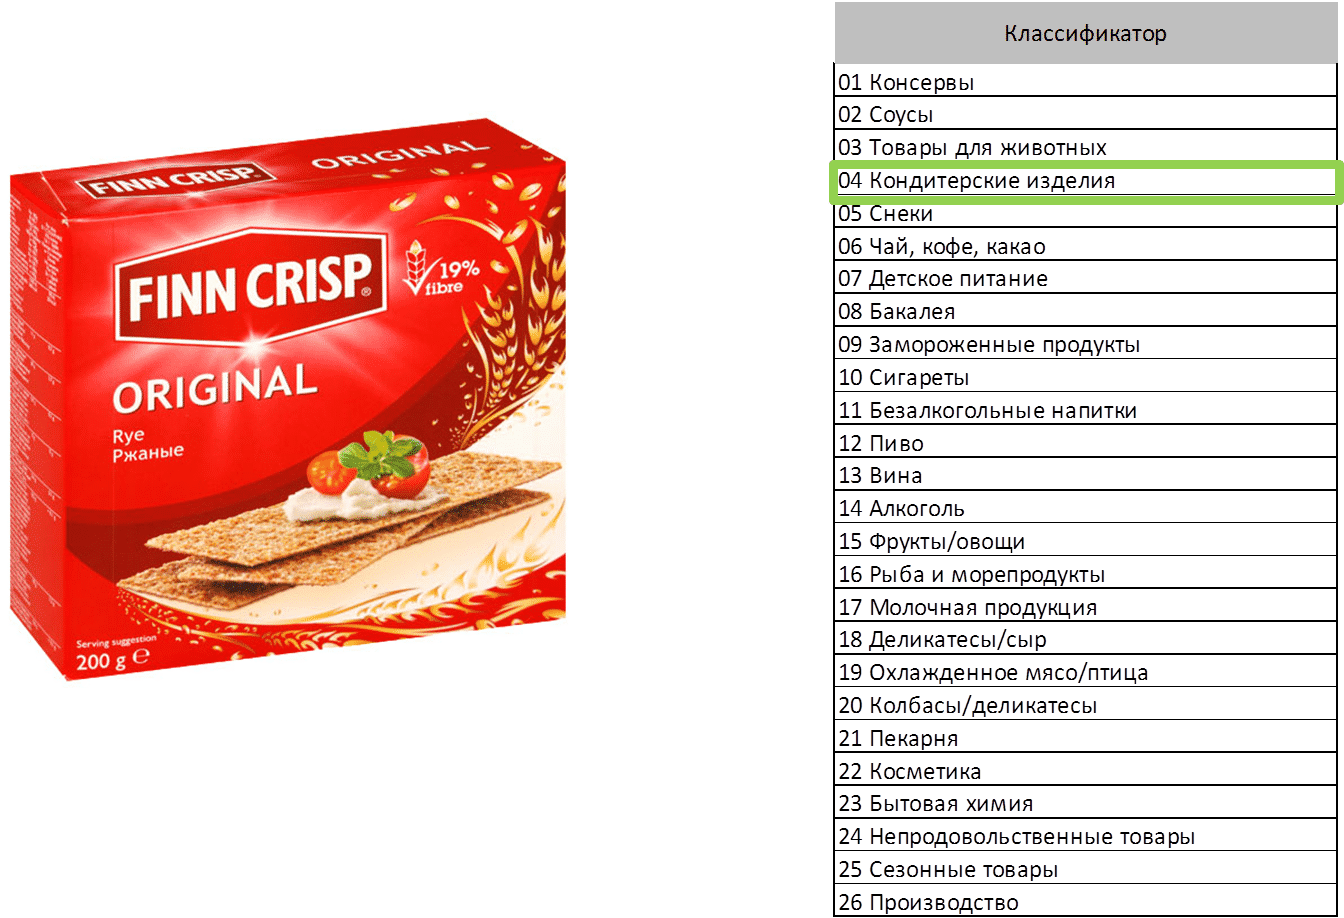 FINN CRISP
ORIGINAL
FINN CRISP®
19%
fibre
ORIGINAL
Rye
Ржаные
Serving suggestion
200 g ℮
Классификатор
01 Консервы
02 Соусы
03 Товары для животных
04 Кондитерские изделия
05 Снеки
06 Чай, кофе, какао
07 Детское питание
08 Бакалея
09 Замороженные продукты
10 Сигареты
11 Безалкогольные напитки
12 Пиво
13 Вина
14 Алкоголь
15 Фрукты/овощи
16 Рыба и морепродукты
17 Молочная продукция
18 Деликатесы/сыр
19 Охлажденное мясо/птица
20 Колбасы/деликатесы
21 Пекарня
22 Косметика
23 Бытовая химия
24 Непродовольственные товары
25 Сезонные товары
26 Производство